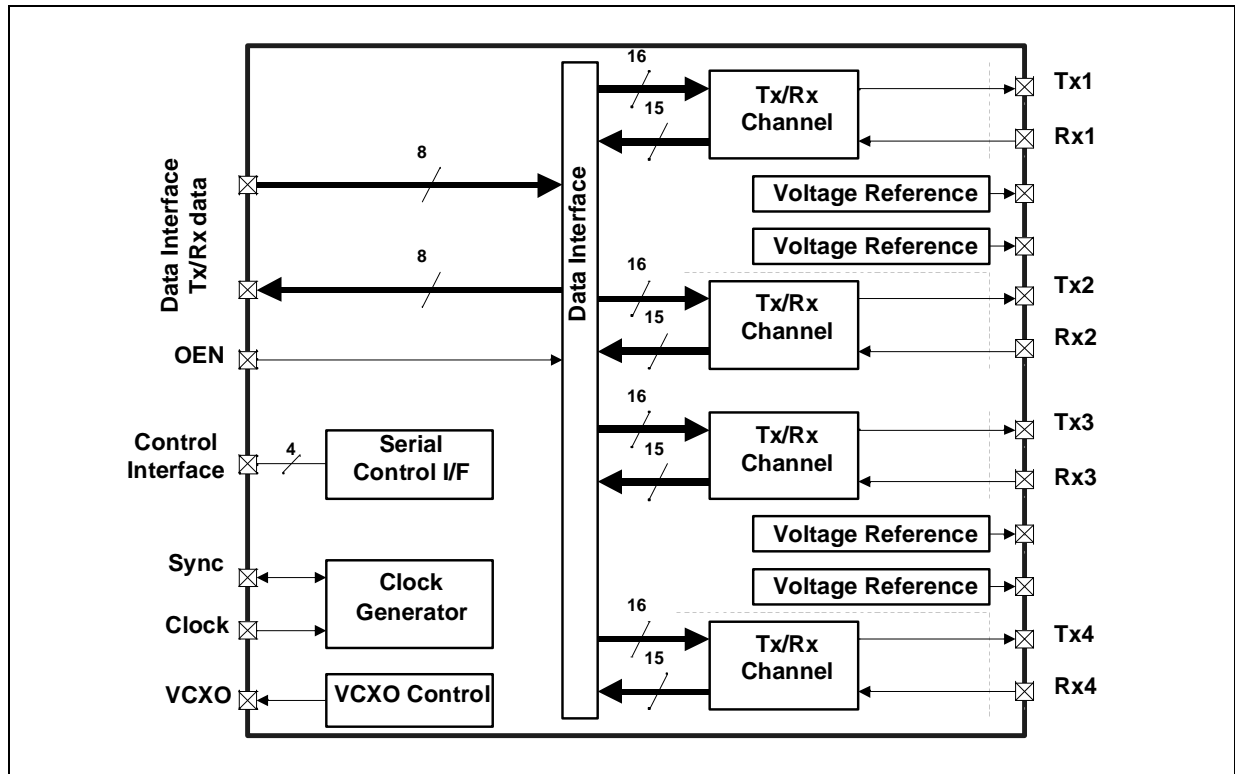 16
Tx/Rx
Channel
Tx1
15
Rx1
8
Data Interface
Tx/Rx data
Voltage Reference
Voltage Reference
8
Data Interface
16
Tx/Rx
Channel
Tx2
15
Rx2
OEN
16
Tx/Rx
Channel
Tx3
15
Rx3
Control
Interface
4
Serial
Control I/F
Voltage Reference
Voltage Reference
Sync
Clock
Generator
Clock
16
Tx/Rx
Channel
Tx4
15
Rx4
VCXO
VCXO Control